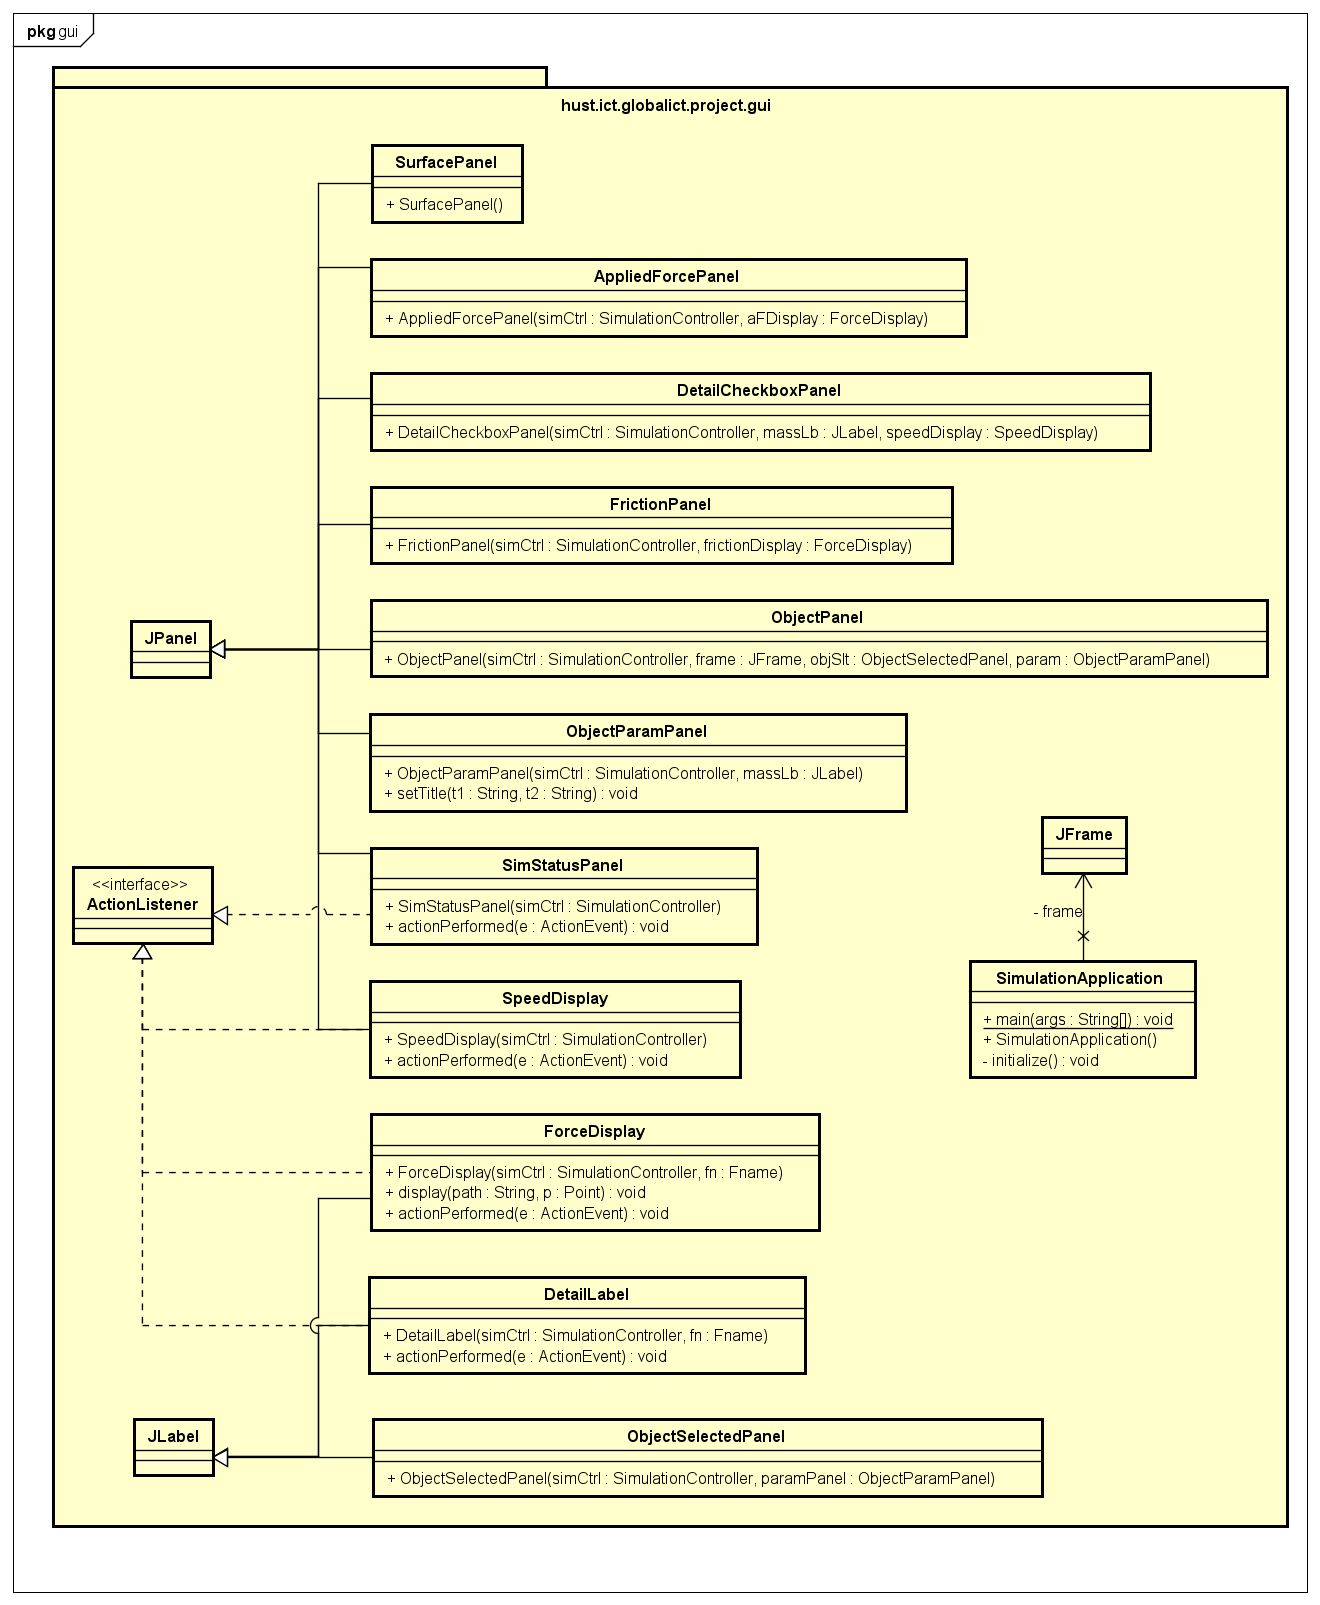 pkg gui
hust.ict.globalict.project.gui
SurfacePanel
+ SurfacePanel()
AppliedForcePanel
+ AppliedForcePanel(simCtrl : SimulationController, aFDisplay : ForceDisplay)
DetailCheckboxPanel
+ DetailCheckboxPanel(simCtrl : SimulationController, massLb : JLabel, speedDisplay : SpeedDisplay)
FrictionPanel
+ FrictionPanel(simCtrl : SimulationController, frictionDisplay : ForceDisplay)
ObjectPanel
+ ObjectPanel(simCtrl : SimulationController, frame : JFrame, objSlt : ObjectSelectedPanel, param : ObjectParamPanel)
JPanel
ObjectParamPanel
+ ObjectParamPanel(simCtrl : SimulationController, massLb : JLabel)
+ setTitle(t1 : String, t2 : String) : void
JFrame
- frame
SimStatusPanel
+ SimStatusPanel(simCtrl : SimulationController)
+ actionPerformed(e : ActionEvent) : void
<<interface>>
ActionListener
SimulationApplication
+ main(args : String[]) : void
+ SimulationApplication()
- initialize() : void
SpeedDisplay
+ SpeedDisplay(simCtrl : SimulationController)
+ actionPerformed(e : ActionEvent) : void
ForceDisplay
+ ForceDisplay(simCtrl : SimulationController, fn : Fname)
+ display(path : String, p : Point) : void
+ actionPerformed(e : ActionEvent) : void
DetailLabel
+ DetailLabel(simCtrl : SimulationController, fn : Fname)
+ actionPerformed(e : ActionEvent) : void
JLabel
ObjectSelectedPanel
+ ObjectSelectedPanel(simCtrl : SimulationController, paramPanel : ObjectParamPanel)